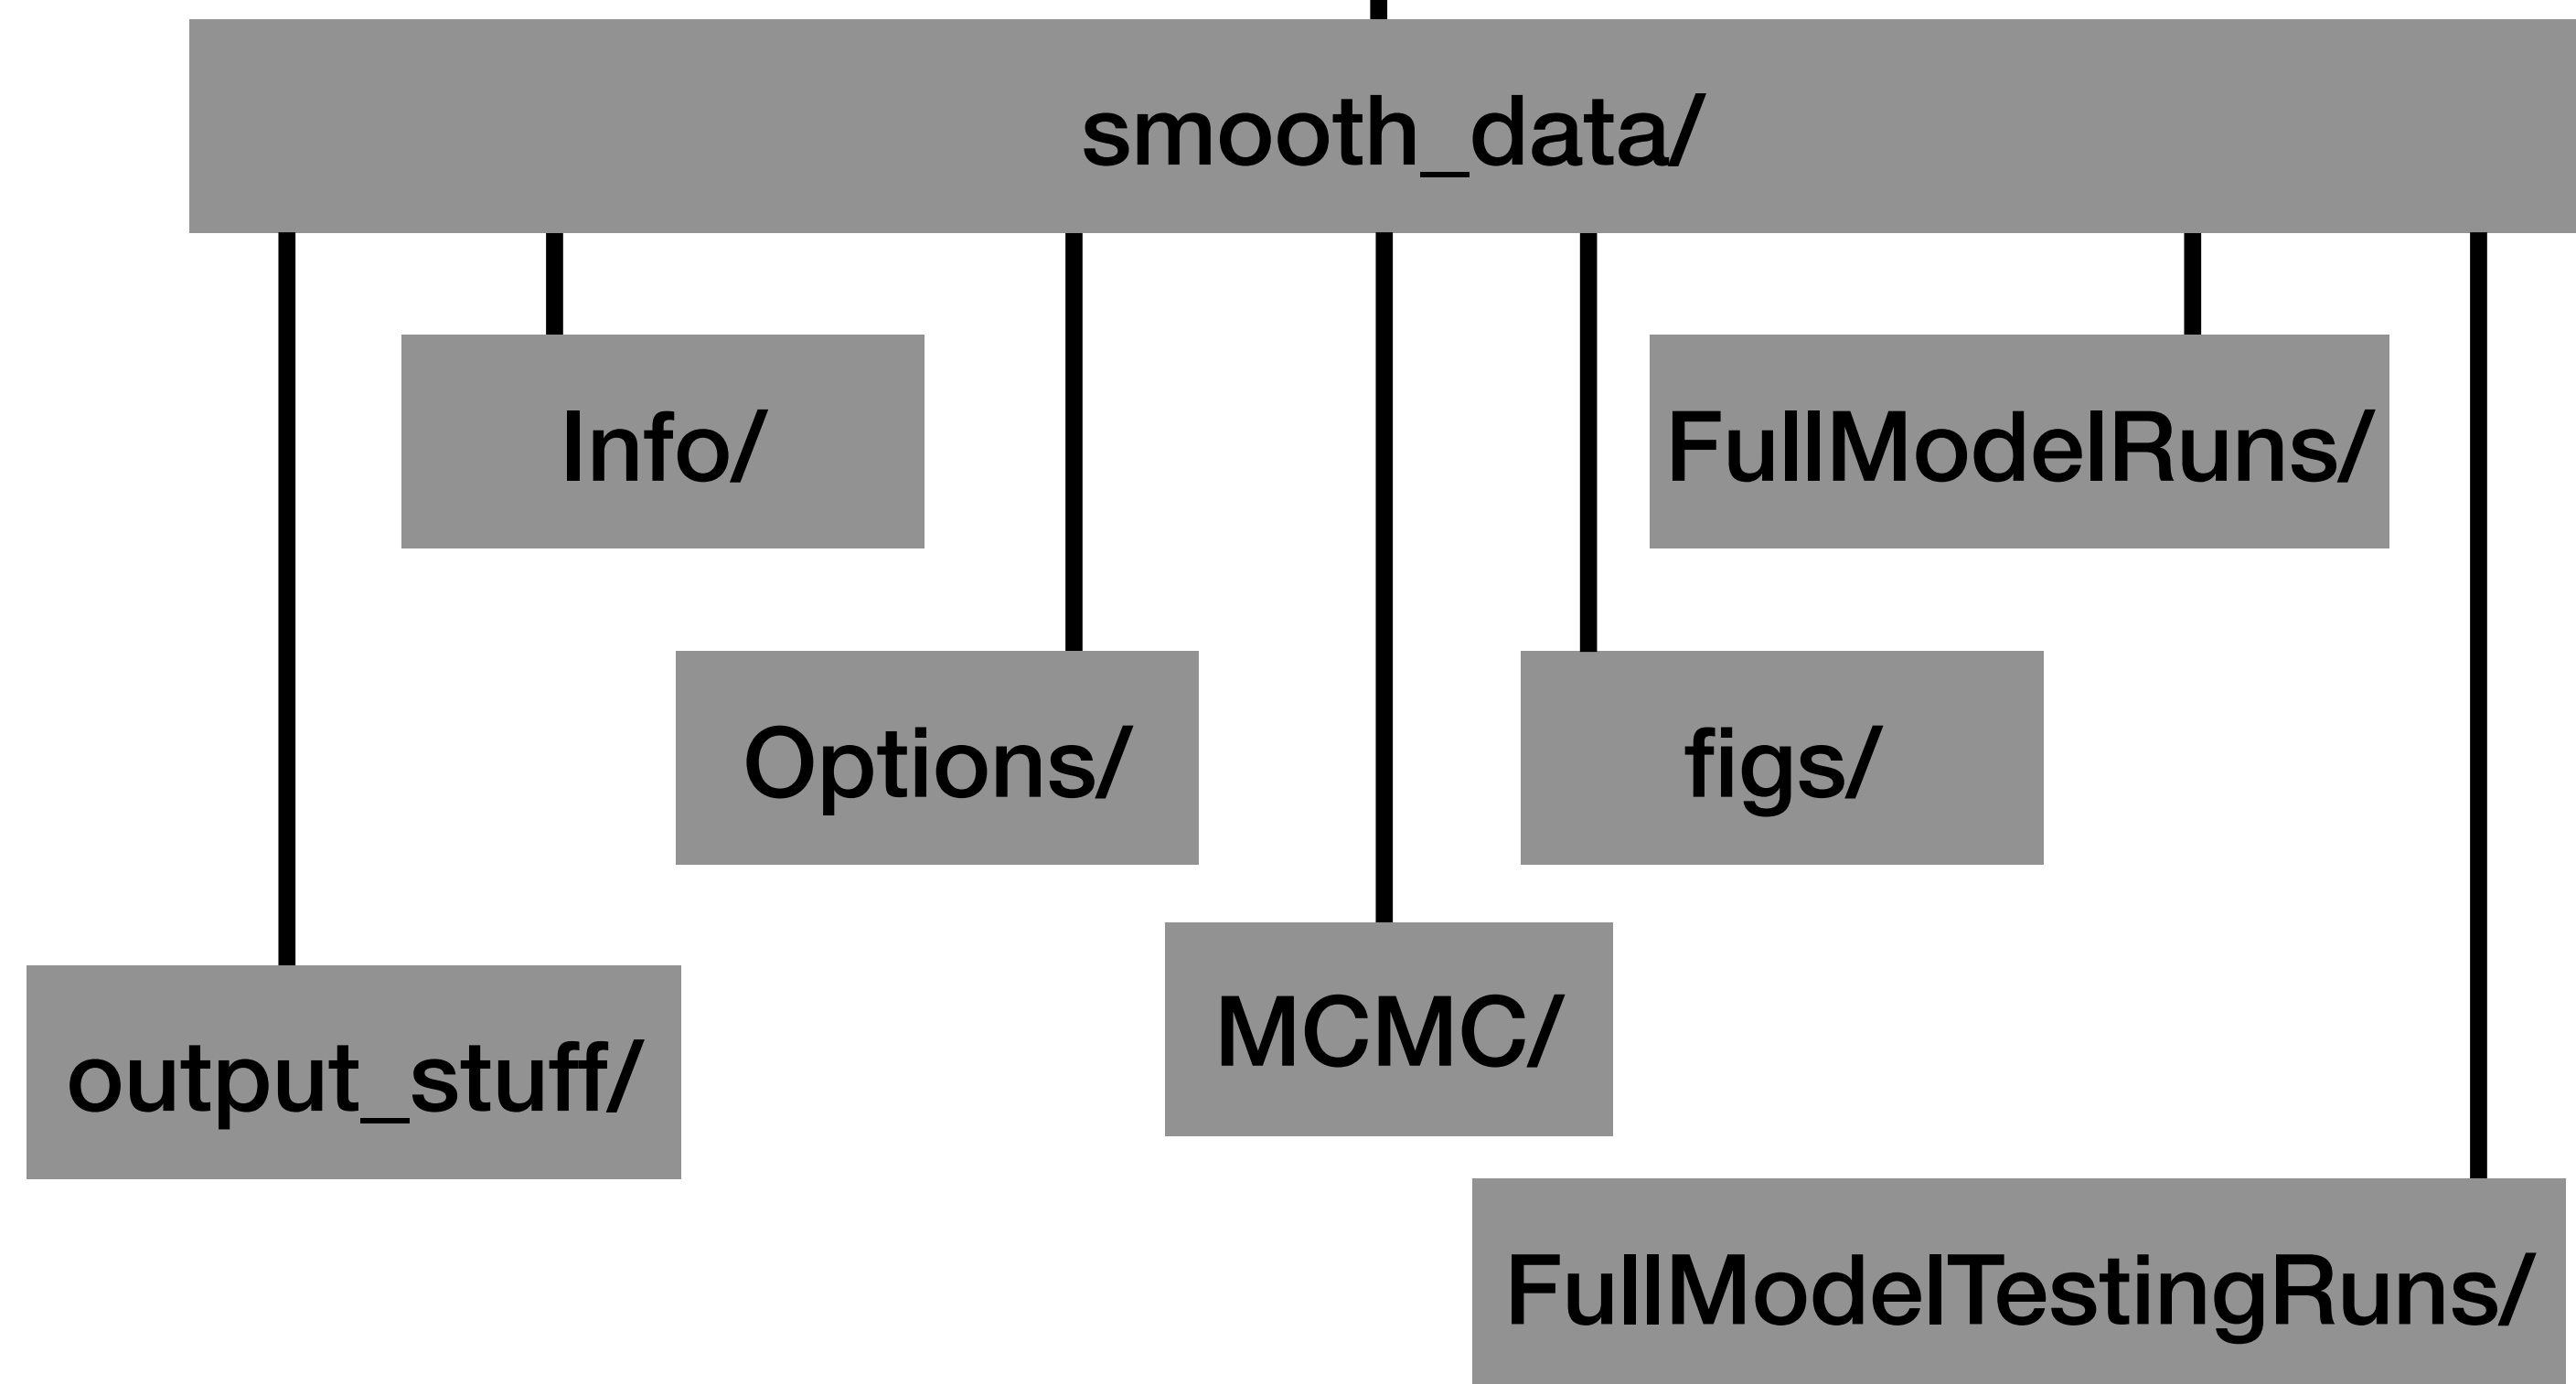 smooth_data/
Info/
FullModelRuns/
Options/
figs/
MCMC/
output_stuff/
FullModelTestingRuns/